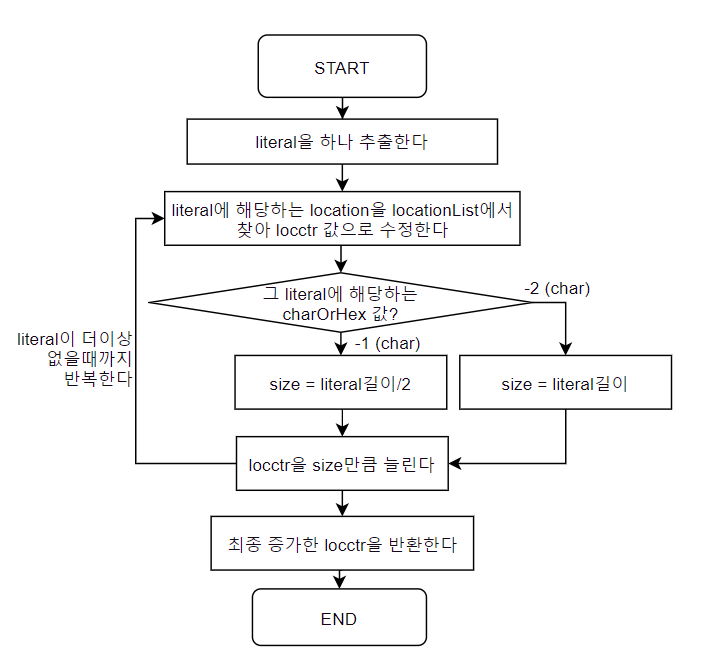 START
literal을 하나 추출한다
literal에 해당하는 location을 locationList에서
찾아 locctr 값으로 수정한다
그 literal에 해당하는
charOrHex 값?
-2 (char)
-1 (char)
literal이 더이상
없을때까지
반복한다
size = literal길이/2
size = literal길이
locctr을 size만큼 늘린다
최종 증가한 locctr을 반환한다
END